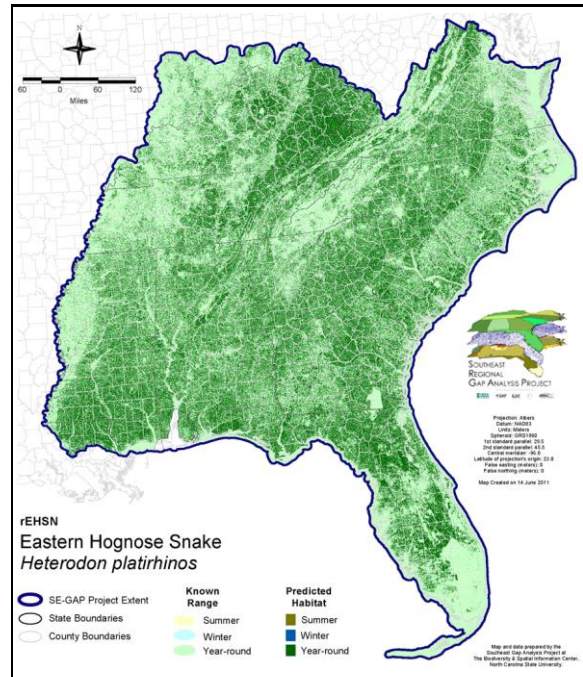 N
60 0 60
Miles
SOUTHEAST
REGIONAL
GAP ANALYSIS PROJECT
Projection: Albers
Datum: NAD83
Units: Meters
Spheroid: GRS1980
1st standard parallel: 29.5
2nd standard parallel: 45.5
Central meridian: -96.0
Latitude of projection's origin: 23.0
False easting (meters): 0
False northing (meters): 0
Map Created on 14 June 2011
rEHSN
Eastern Hognose Snake
Heterodon platirhinos
SE-GAP Project Extent
State Boundaries
County Boundaries
Known
Range
Summer
Winter
Year-round
Predicted
Habitat
Summer
Winter
Year-round
Map and data prepared by the
Southeast Gap Analysis Project at
The Biodiversity & Spatial Information Center,
North Carolina State University.